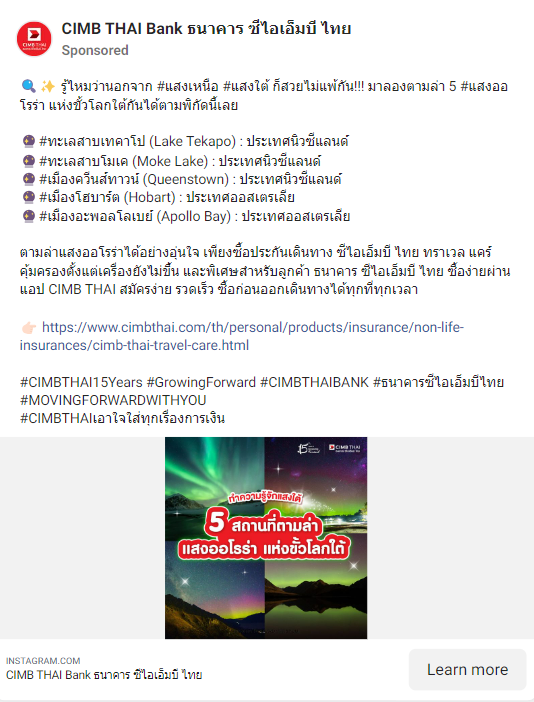 CIMB THAI Bank ธนาคาร ซีไอเอ็มบี ไทย
Sponsored
🔍 ✨ รู้ไหมว่านอกจาก #แสงเหนือ #แสงใต้ ก็สวยไม่แพ้กัน!!! มาลองตามล่า 5 #แสงออ
โรร่า แห่งขั้วโลกใต้กันได้ตามพิกัดนี้เลย
🔮 #ทะเลสาบเทคาโป (Lake Tekapo) : ประเทศนิวซีแลนด์
🔮 #ทะเลสาบโมเค (Moke Lake) : ประเทศนิวซีแลนด์
🔮 #เมืองควีนส์ทาวน์ (Queenstown) : ประเทศนิวซีแลนด์
🔮 #เมืองโฮบาร์ต (Hobart) : ประเทศออสเตรเลีย
🔮 #เมืองอะพอลโลเบย์ (Apollo Bay) : ประเทศออสเตรเลีย
ตามล่าแสงออโรร่าได้อย่างอุ่นใจ เพียงซื้อประกันเดินทาง ซีไอเอ็มบี ไทย ทราเวล แคร์
คุ้มครองตั้งแต่เครื่องยังไม่ขึ้น และพิเศษสำหรับลูกค้า ธนาคาร ซีไอเอ็มบี ไทย ซื้อง่ายผ่าน
แอป CIMB THAI สมัครง่าย รวดเร็ว ซื้อก่อนออกเดินทางได้ทุกที่ทุกเวลา
👉🏻 https://www.cimbthai.com/th/personal/products/insurance/non-life-
insurances/cimb-thai-travel-care.html
#CIMBTHAI15Years #GrowingForward #CIMBTHAIBANK #ธนาคารซีไอเอ็มบีไทย
#MOVINGFORWARDWITHYOU
#CIMBTHAIเอาใจใส่ทุกเรื่องการเงิน
CIMB THAI
ทำความรู้จักแสงใต้
5 สถานที่ตามล่า
แสงออโรร่า แห่งขั้วโลกใต้
INSTAGRAM.COM
CIMB THAI Bank ธนาคาร ซีไอเอ็มบี ไทย
Learn more